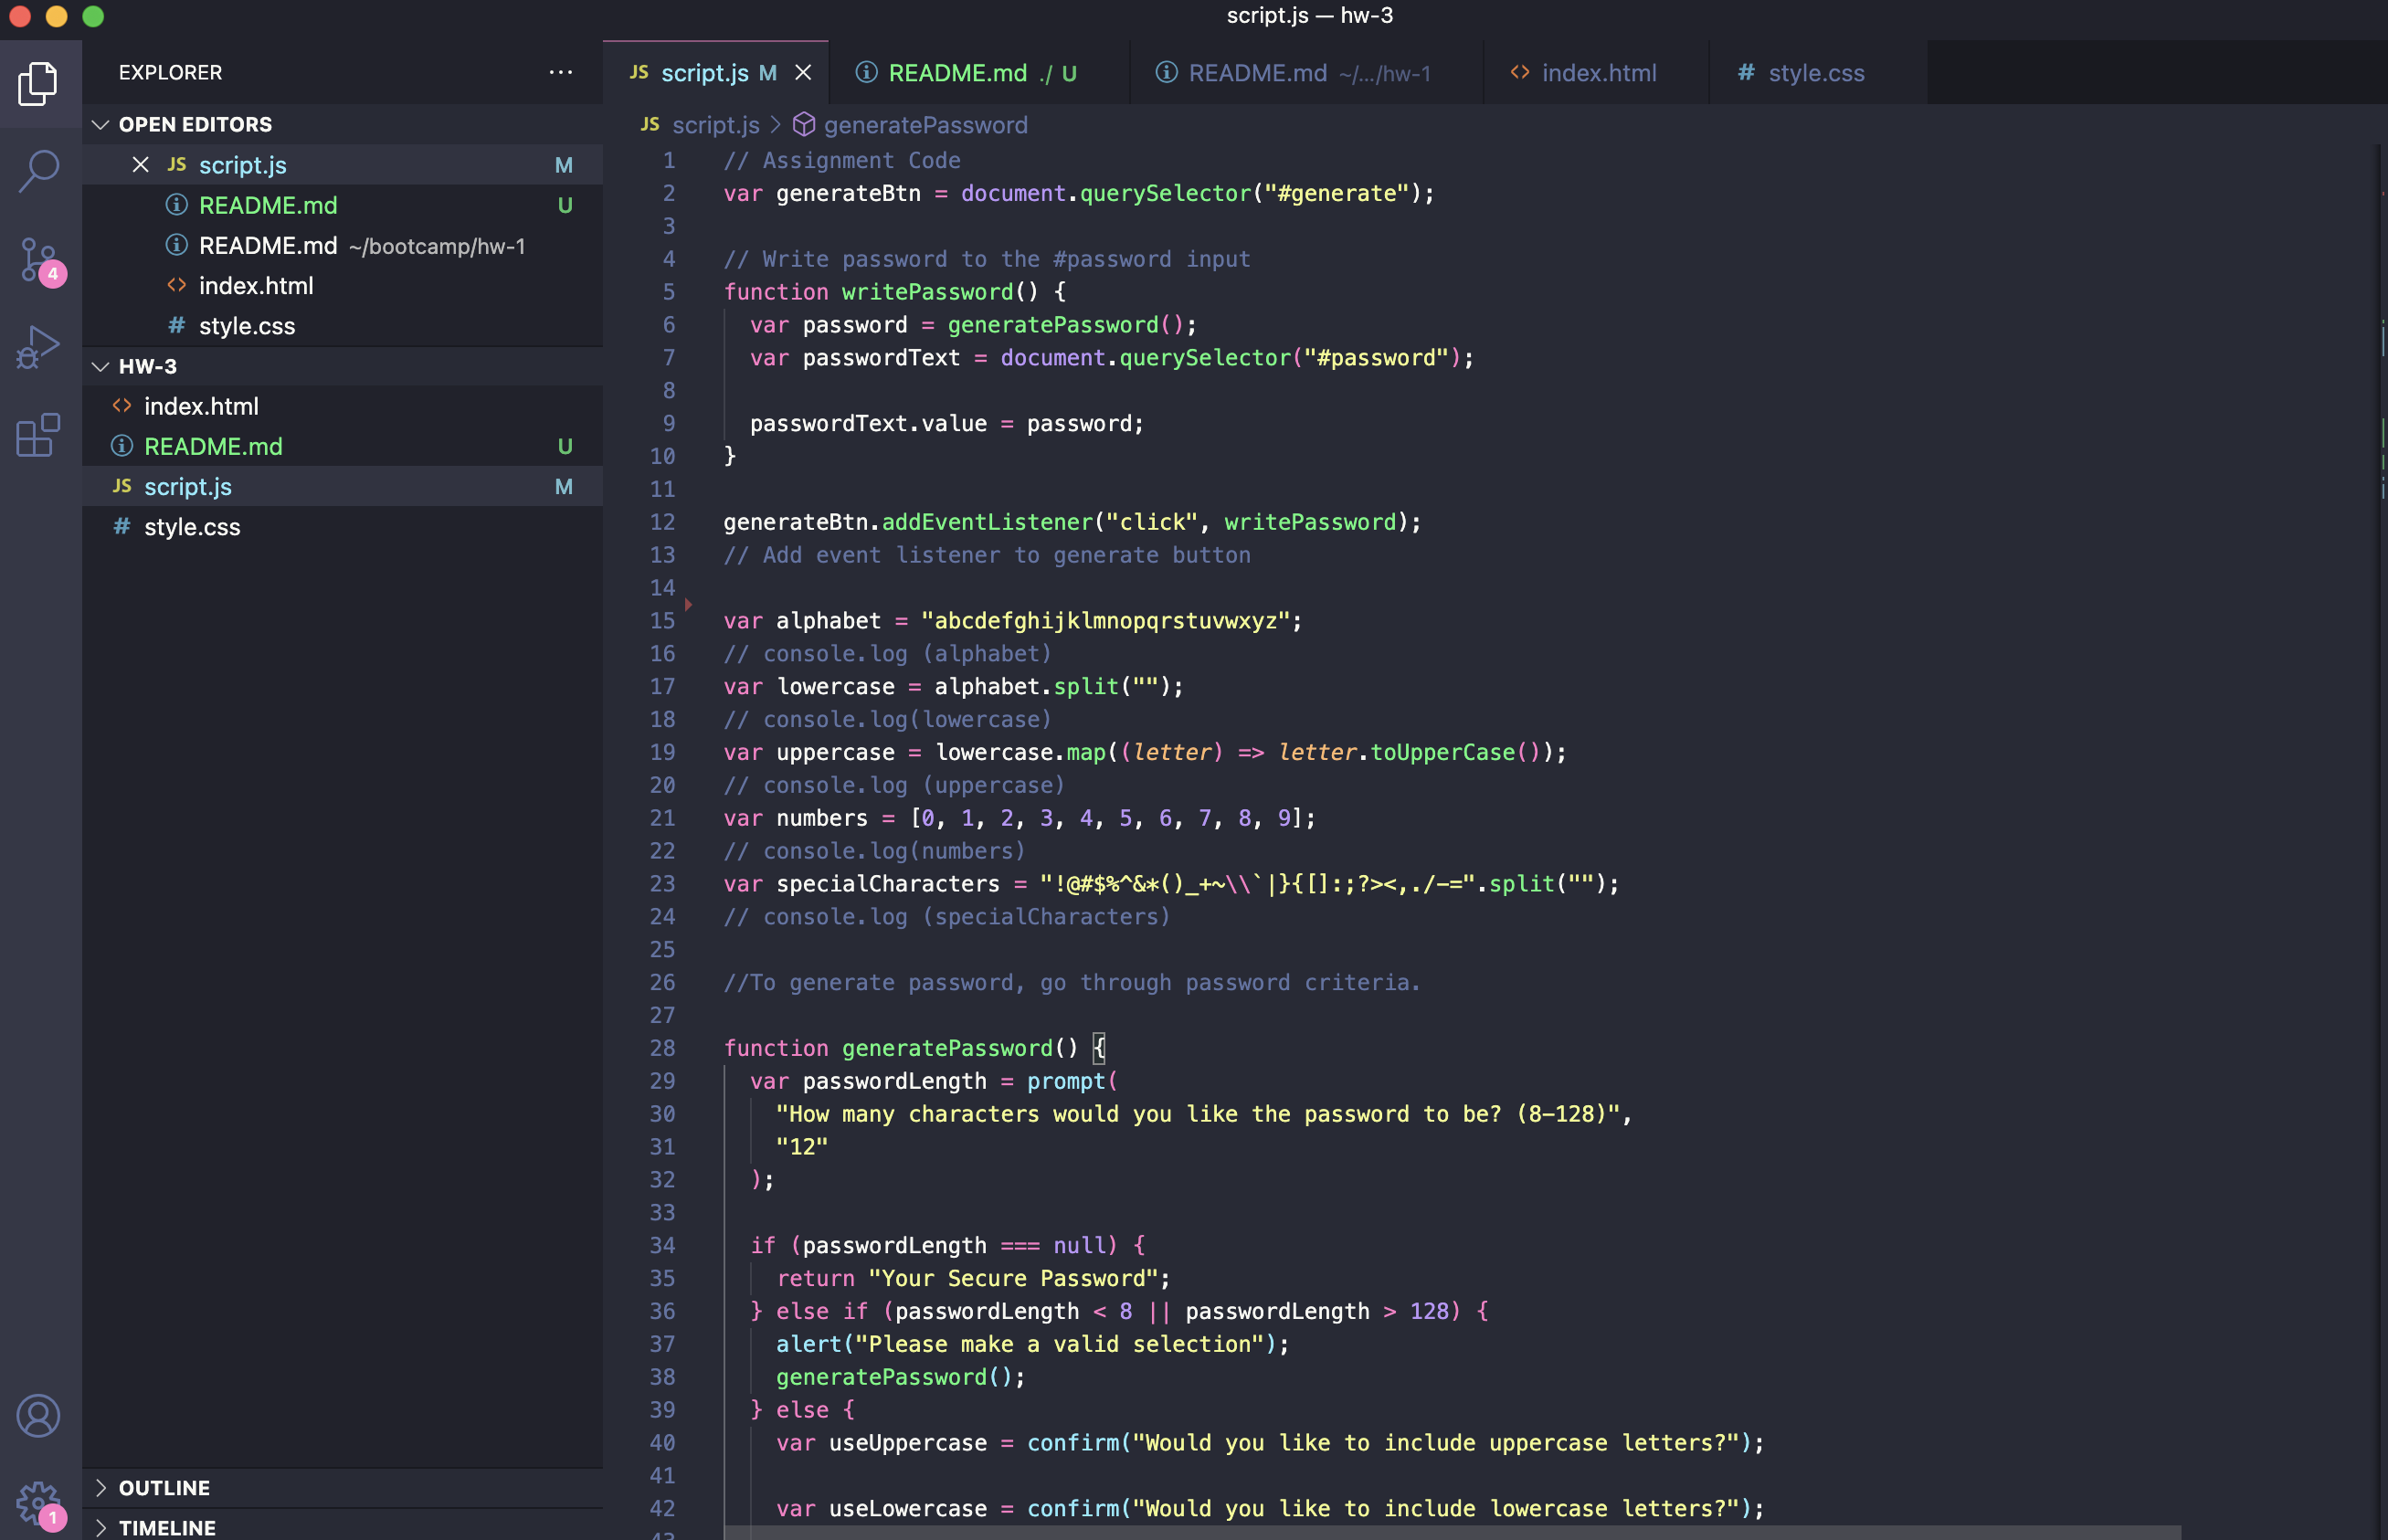 script.js — hw-3
EXPLORER
OPEN EDITORS
JS script.js M
README.md U
README.md ~/bootcamp/hw-1
<> index.html
# style.css
HW-3
<> index.html
README.md U
JS script.js M
# style.css
OUTLINE
TIMELINE
4
1
JS script.js M README.md ./ U README.md ~/.../hw-1 <> index.html # style.css
JS script.js > generatePassword
1 // Assignment Code
2 var generateBtn = document.querySelector("#generate");
3
4 // Write password to the #password input
5 function writePassword() {
6 var password = generatePassword();
7 var passwordText = document.querySelector("#password");
8
9 passwordText.value = password;
10 }
11
12 generateBtn.addEventListener("click", writePassword);
13 // Add event listener to generate button
14
15 var alphabet = "abcdefghijklmnopqrstuvwxyz";
16 // console.log (alphabet)
17 var lowercase = alphabet.split("");
18 // console.log(lowercase)
19 var uppercase = lowercase.map((letter) => letter.toUpperCase());
20 // console.log (uppercase)
21 var numbers = [0, 1, 2, 3, 4, 5, 6, 7, 8, 9];
22 // console.log(numbers)
23 var specialCharacters = "!@#$%^&*()_+~\\`|}{[]:;?><,./-=".split("");
24 // console.log (specialCharacters)
25
26 //To generate password, go through password criteria.
27
28 function generatePassword() {
29 var passwordLength = prompt(
30 "How many characters would you like the password to be? (8-128)",
31 "12"
32 );
33
34 if (passwordLength === null) {
35 return "Your Secure Password";
36 } else if (passwordLength < 8 || passwordLength > 128) {
37 alert("Please make a valid selection");
38 generatePassword();
39 } else {
40 var useUppercase = confirm("Would you like to include uppercase letters?");
41
42 var useLowercase = confirm("Would you like to include lowercase letters?");